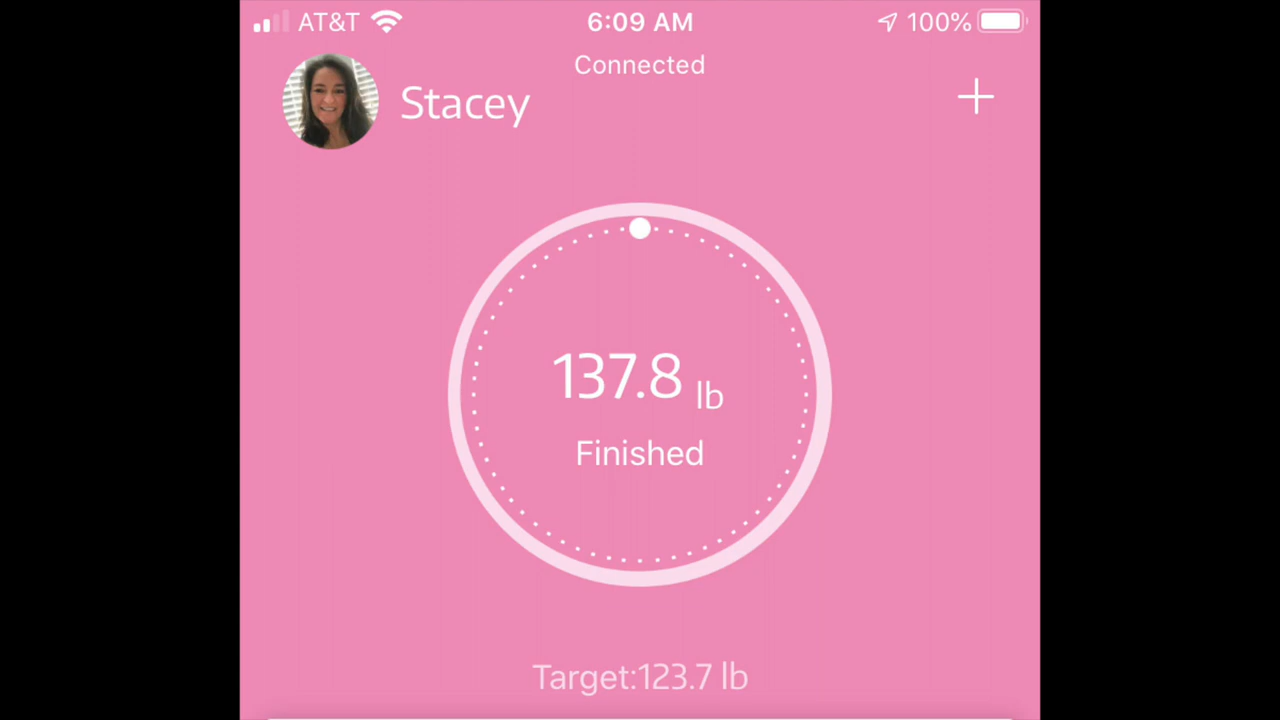 AT&T 6:09 AM 100%
Connected
Stacey
137.8 lb
Finished
Target:123.7 lb